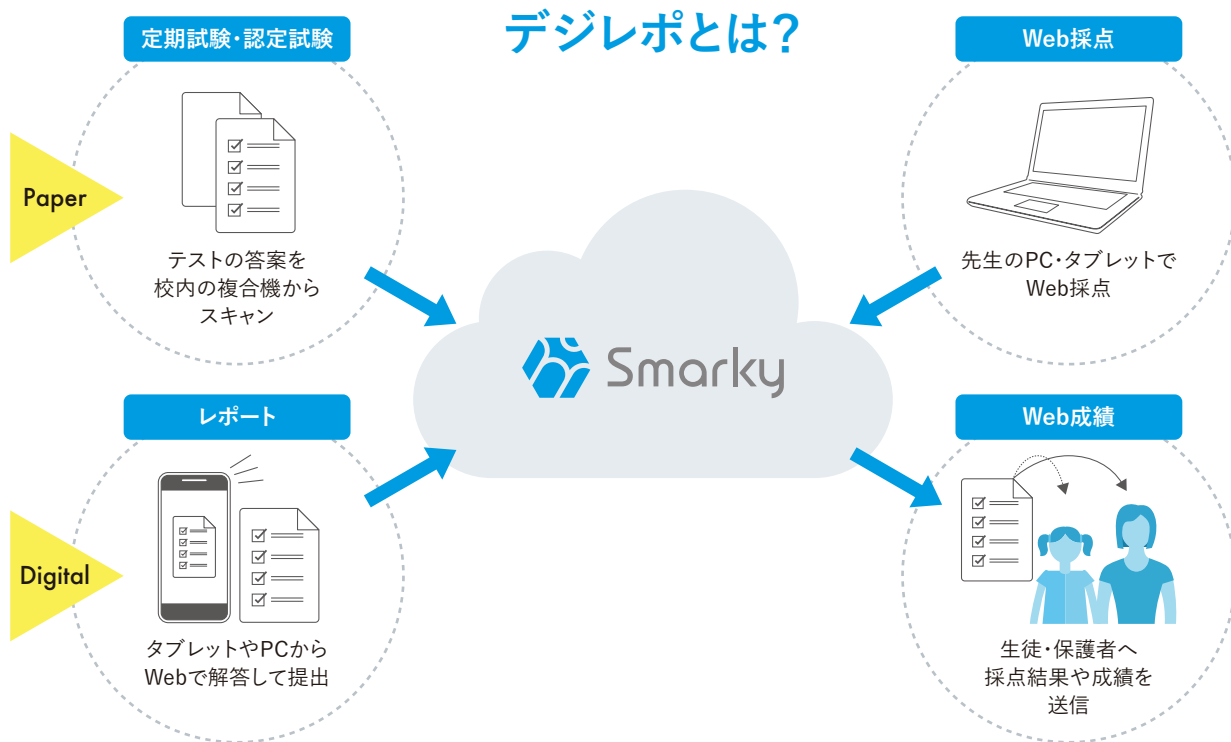 デジレポとは?
定期試験・認定試験
Paper
テストの答案を
校内の複合機から
スキャン
Web採点
先生のPC・タブレットで
Web採点
Smarky
レポート
Digital
タブレットやPCから
Webで解答して提出
Web成績
生徒・保護者へ
採点結果や成績を
送信